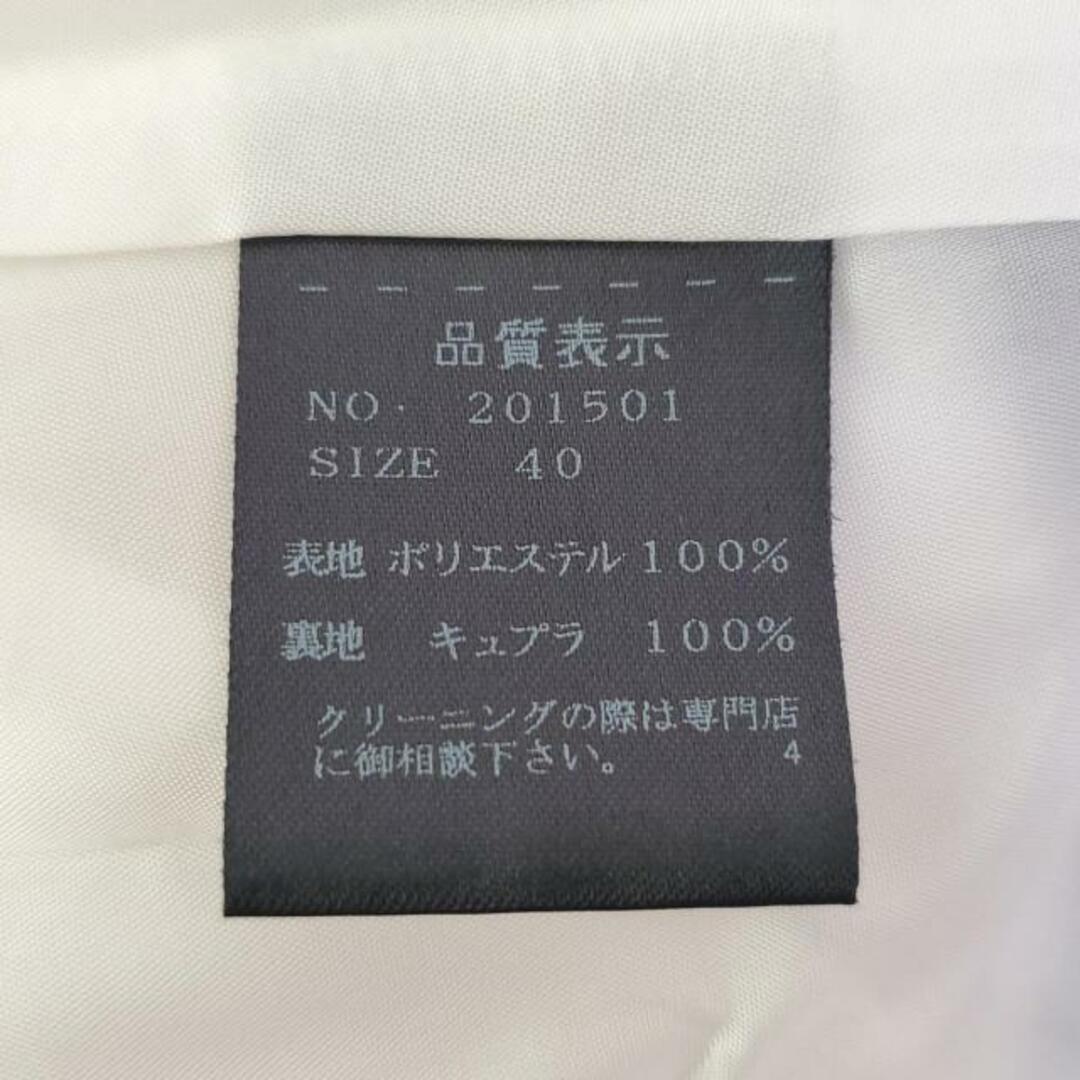 品質表示
NO. 201501
SIZE 40
表地 ポリエステル 100%
裏地 キュプラ 100%
クリーニングの際は専門店
に御相談下さい。 4